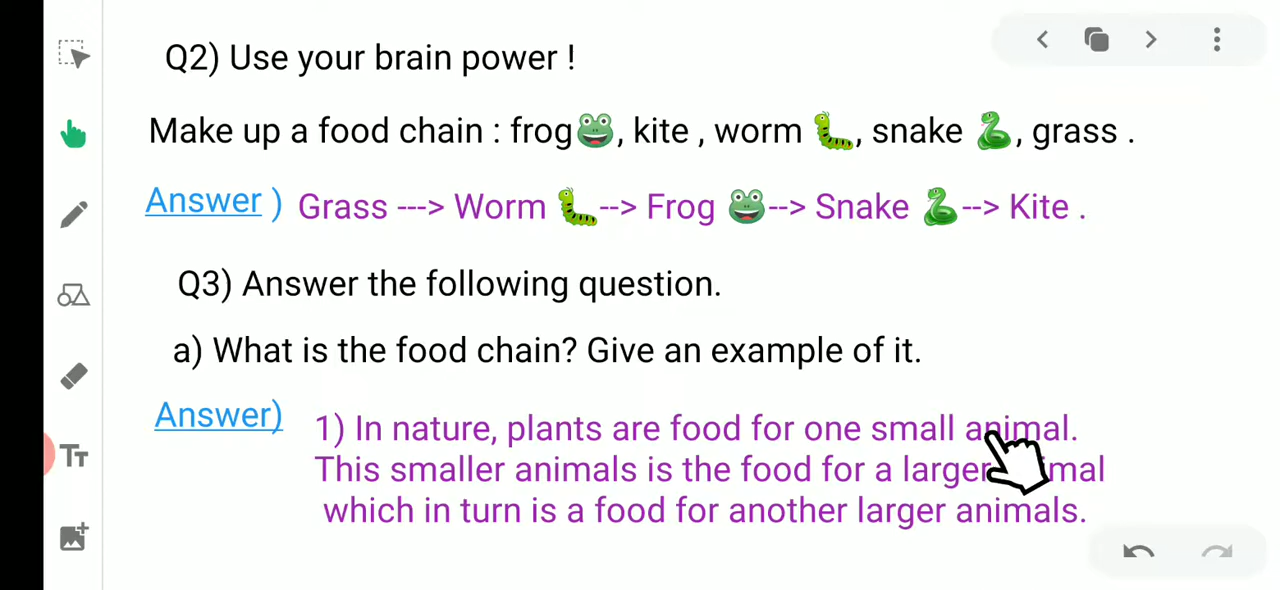 Q2) Use your brain power !
Make up a food chain : frog🐸, kite , worm 🐛, snake 🐍, grass .
Answer ) Grass ---> Worm 🐛--> Frog 🐸--> Snake 🐍--> Kite .
Q3) Answer the following question.
a) What is the food chain? Give an example of it.
Answer) 1) In nature, plants are food for one small animal.
This smaller animals is the food for a larger animal
which in turn is a food for another larger animals.
Tт